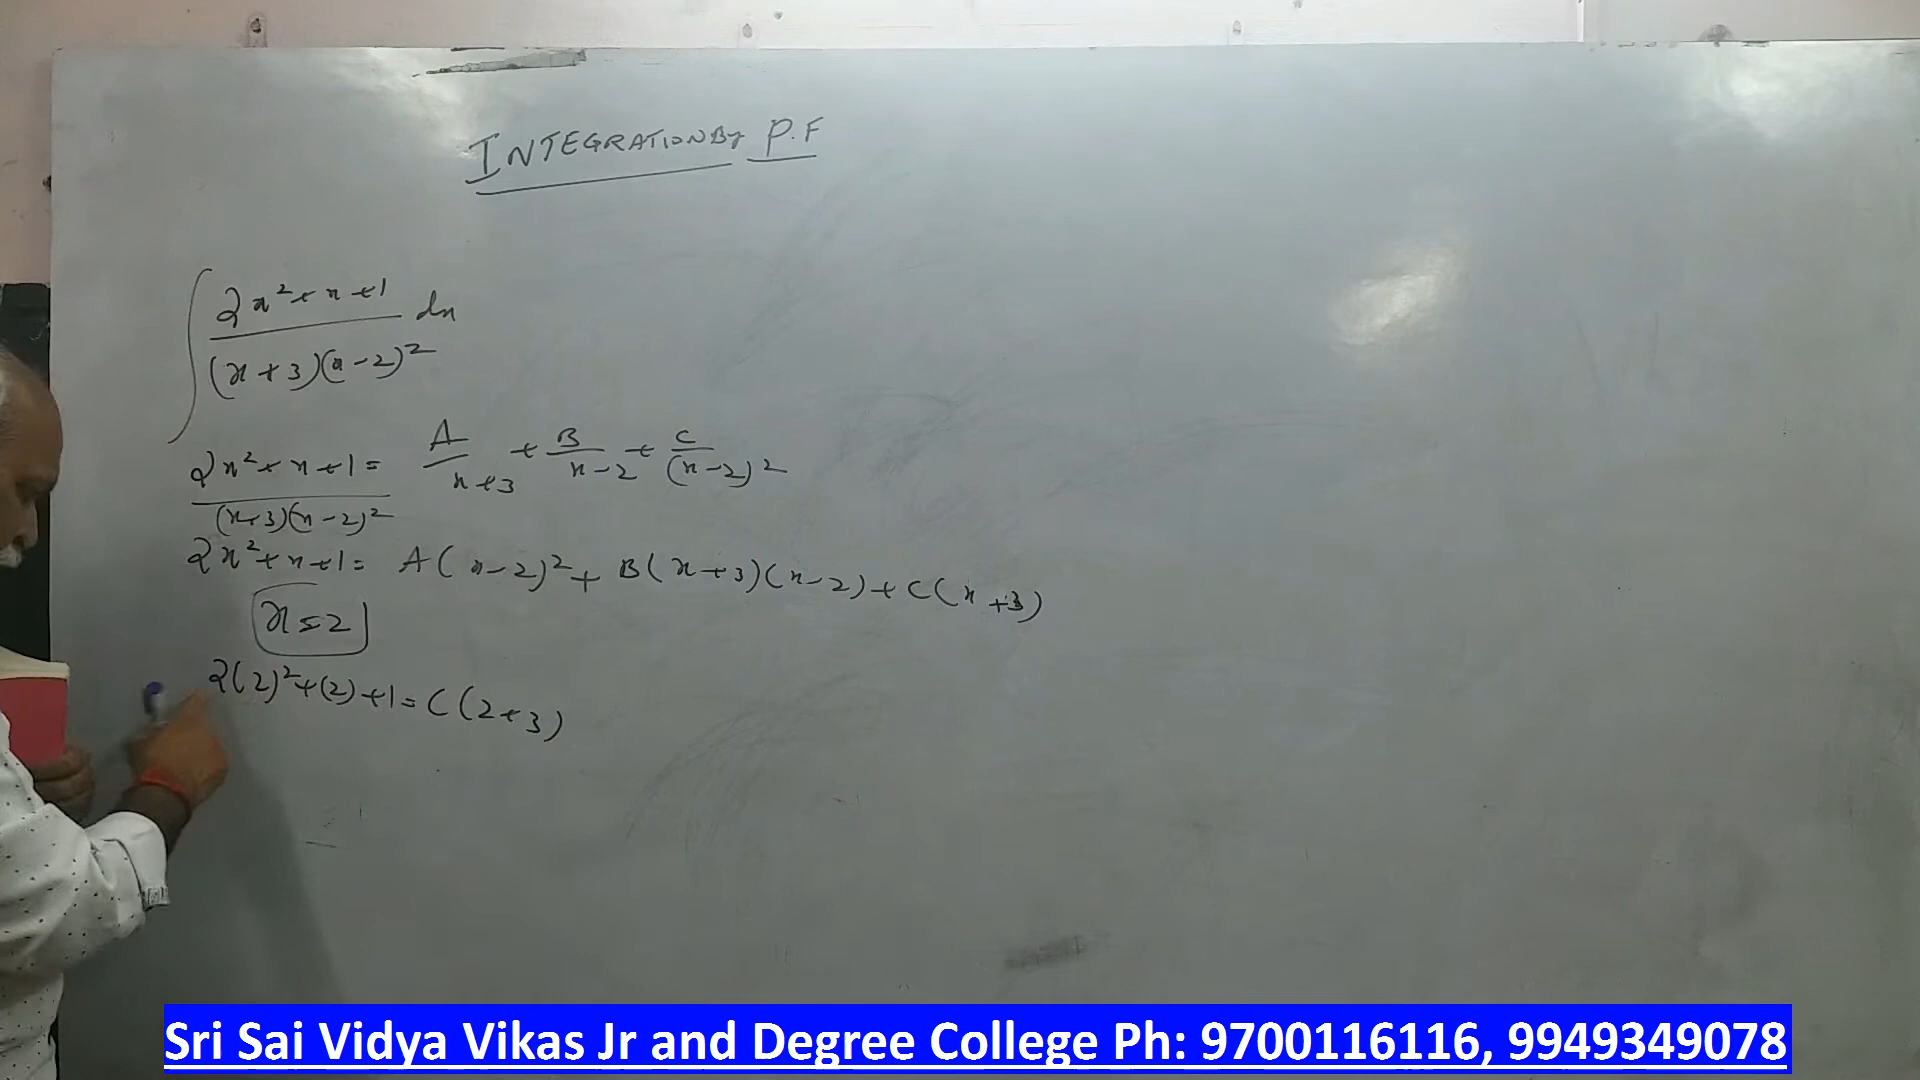 INTEGRATION By P.F
∫ 2x²+x+1 / (x+3)(x-2)² dx
2x²+x+1 / (x+3)(x-2)² = A / x+3 + B / x-2 + C / (x-2)²
2x²+x+1= A(x-2)²+ B(x+3)(x-2)+C(x+3)
x=2
2(2)²+(2)+1=C(2+3)
Sri Sai Vidya Vikas Jr and Degree College Ph: 9700116116, 9949349078